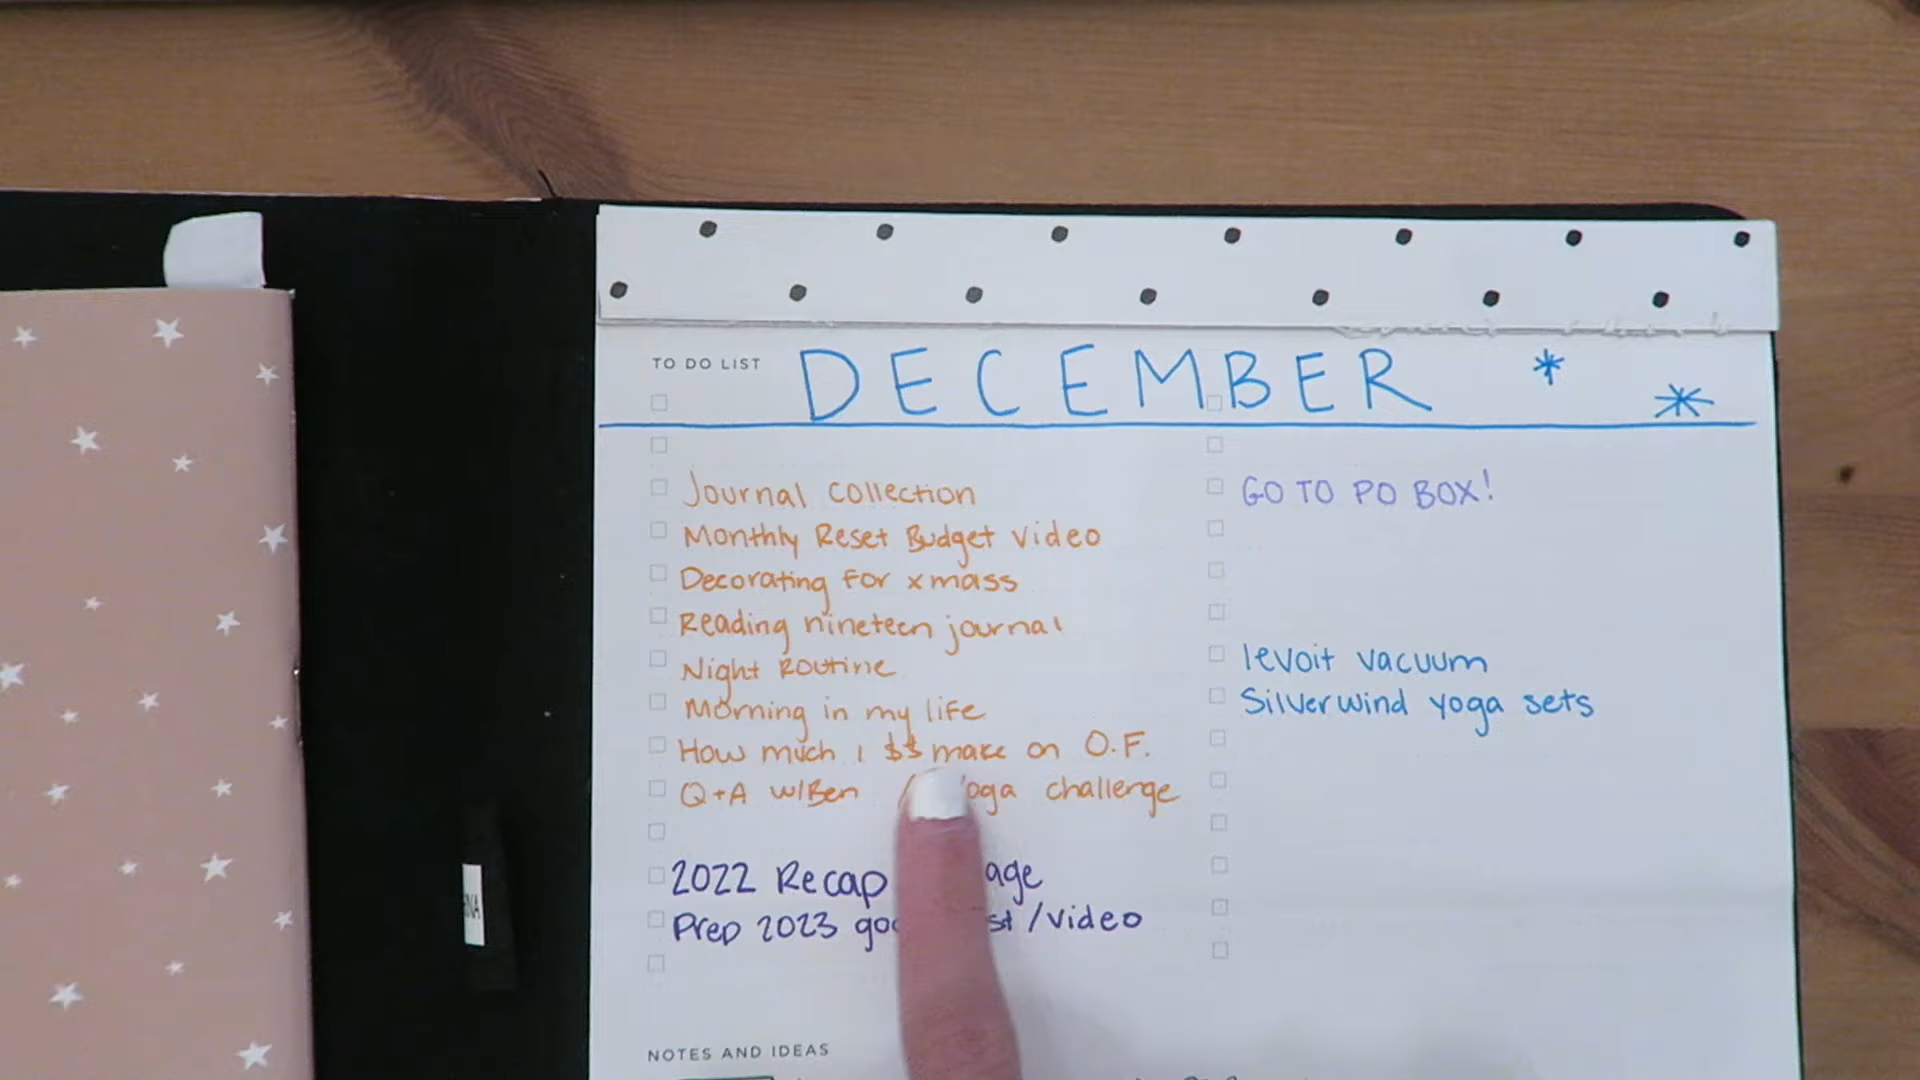 TO DO LIST
DECEMBER
Journal collection
Monthly Reset Budget video
Decorating for xmass
Reading nineteen journal
Night Routine
Morning in my life
How much I $$ make on O.F.
Q+A w/Ben challenge
2022 Recap
Prep 2023 /video
GO TO PO BOX!
levoit vacuum
Silverwind yoga sets
NOTES AND IDEAS